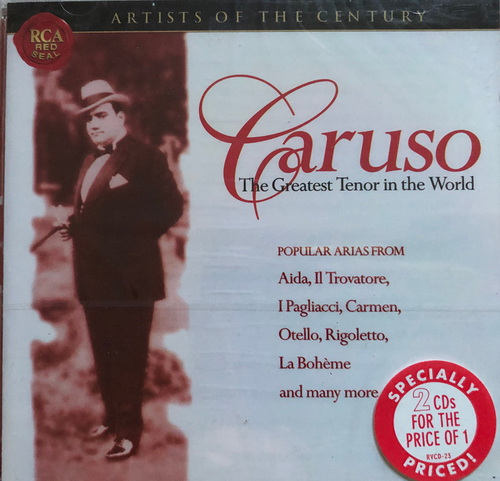 ARTISTS OF THE CENTURY
RCA
RED
SEAL
Caruso
The Greatest Tenor in the World
POPULAR ARIAS FROM
Aida, Il Trovatore,
I Pagliacci, Carmen,
Otello, Rigoletto,
La Bohème
and many more
SPECIALLY
2 CDs
FOR THE
PRICE OF 1
RVCD-25
PRICED!